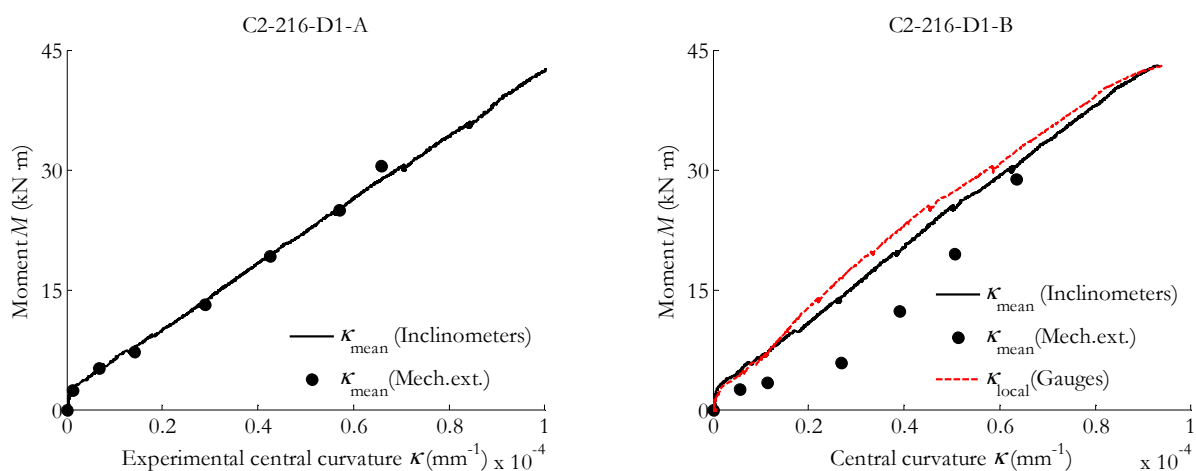 C2-216-D1-A
45
30
15
0
Moment M (kN·m)
κmean (Inclinometers)
κmean(Mech.ext.)
0 0.2 0.4 0.6 0.8 1
Experimental central curvature κ(mm-1) x 10-4
C2-216-D1-B
45
30
15
0
Moment M (kN·m)
κmean (Inclinometers)
κmean(Mech.ext.)
κlocal(Gauges)
0 0.2 0.4 0.6 0.8 1
Central curvature κ(mm-1) x 10-4